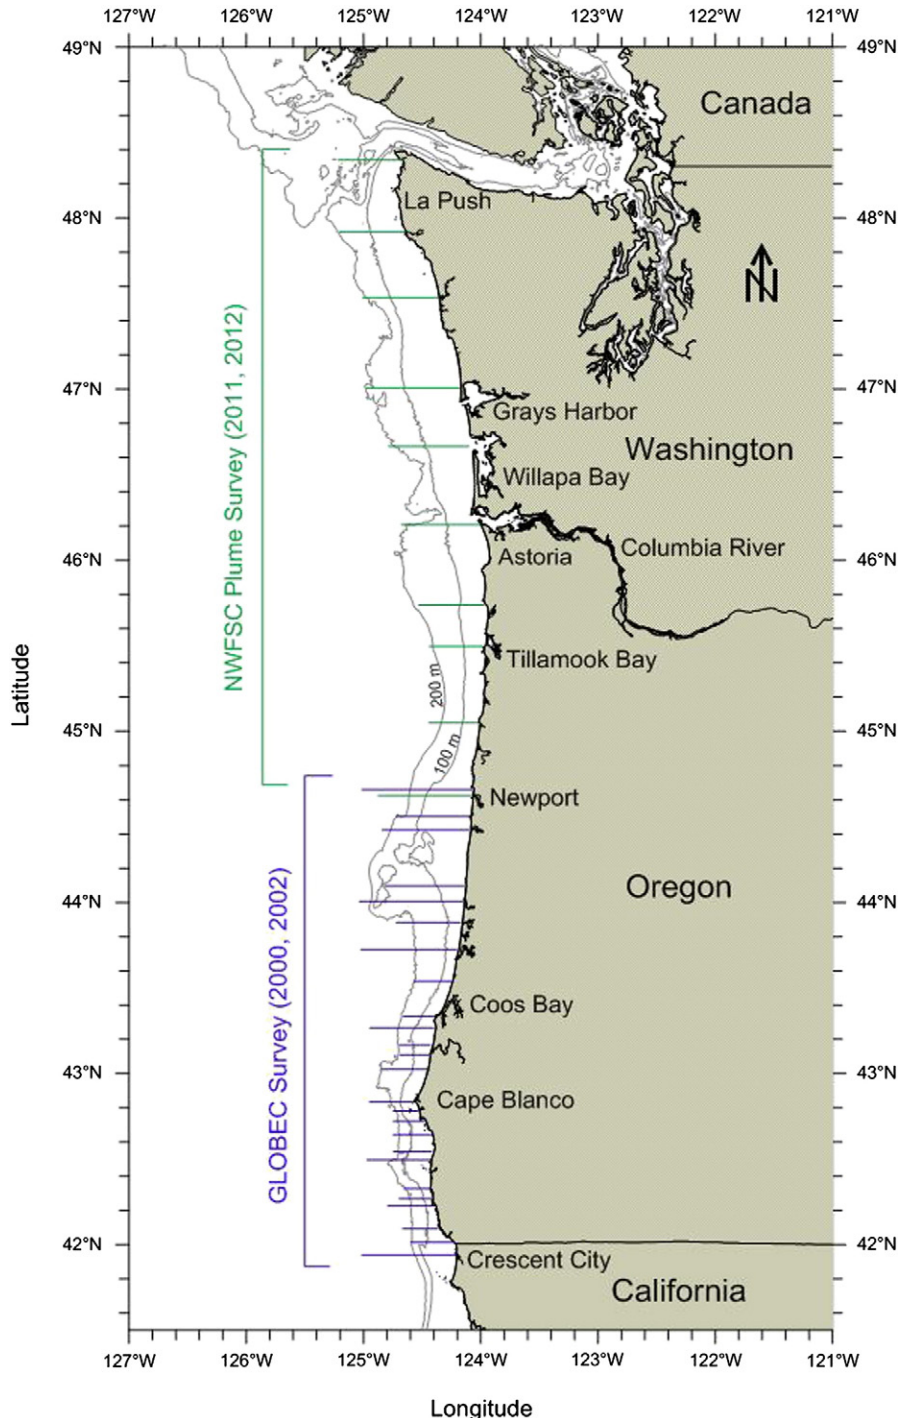 127°W 126°W 125°W 124°W 123°W 122°W 121°W
49°N 49°N
Canada
La Push
48°N 48°N
N
NWFSC Plume Survey (2011, 2012)
47°N 47°N
Grays Harbor
Washington
Willapa Bay
Columbia River
Astoria
46°N 46°N
Tillamook Bay
200 m
Latitude
45°N 45°N
100 m
Newport
Oregon
44°N 44°N
GLOBEC Survey (2000, 2002)
Coos Bay
43°N 43°N
Cape Blanco
42°N 42°N
Crescent City
California
127°W 126°W 125°W 124°W 123°W 122°W 121°W
Longitude